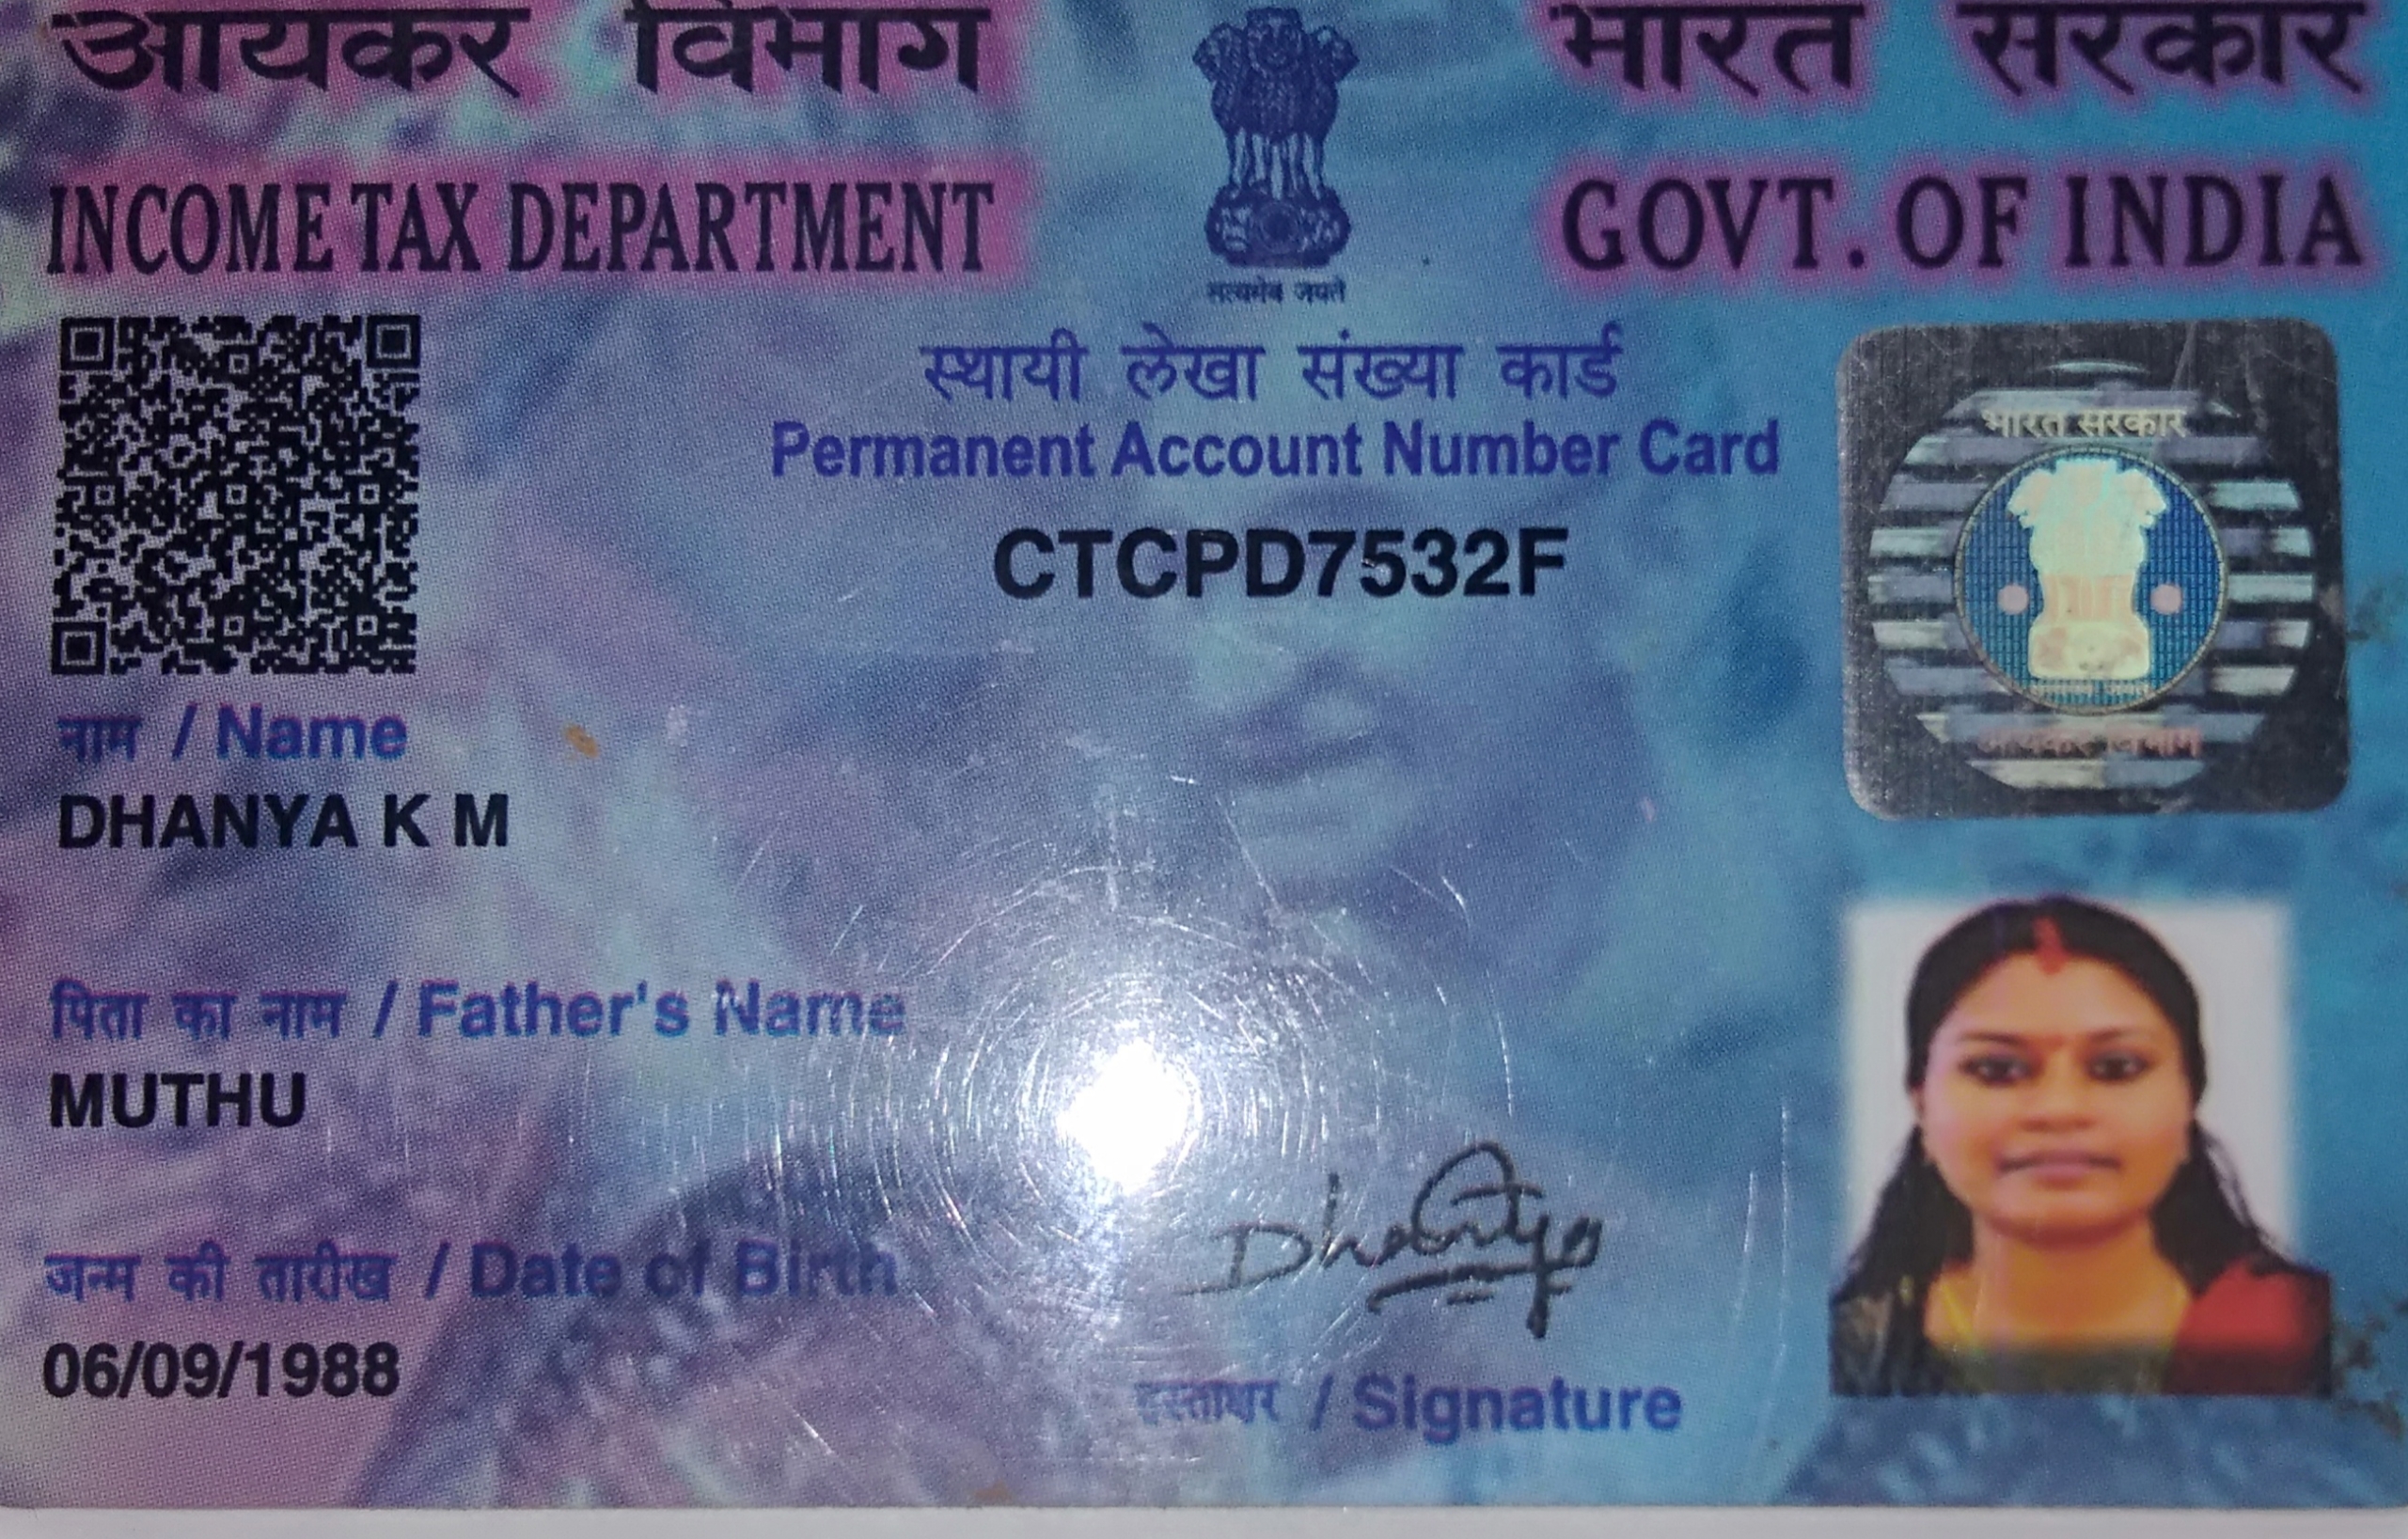 आयकर विभाग
भारत सरकार
INCOME TAX DEPARTMENT
GOVT. OF INDIA
सत्यमेव जयते
स्थायी लेखा संख्या कार्ड
Permanent Account Number Card
CTCPD7532F
भारत सरकार
आयकर विभाग
नाम / Name
DHANYA K M
पिता का नाम / Father's Name
MUTHU
जन्म की तारीख / Date of Birth
06/09/1988
Dhanya
हस्ताक्षर / Signature